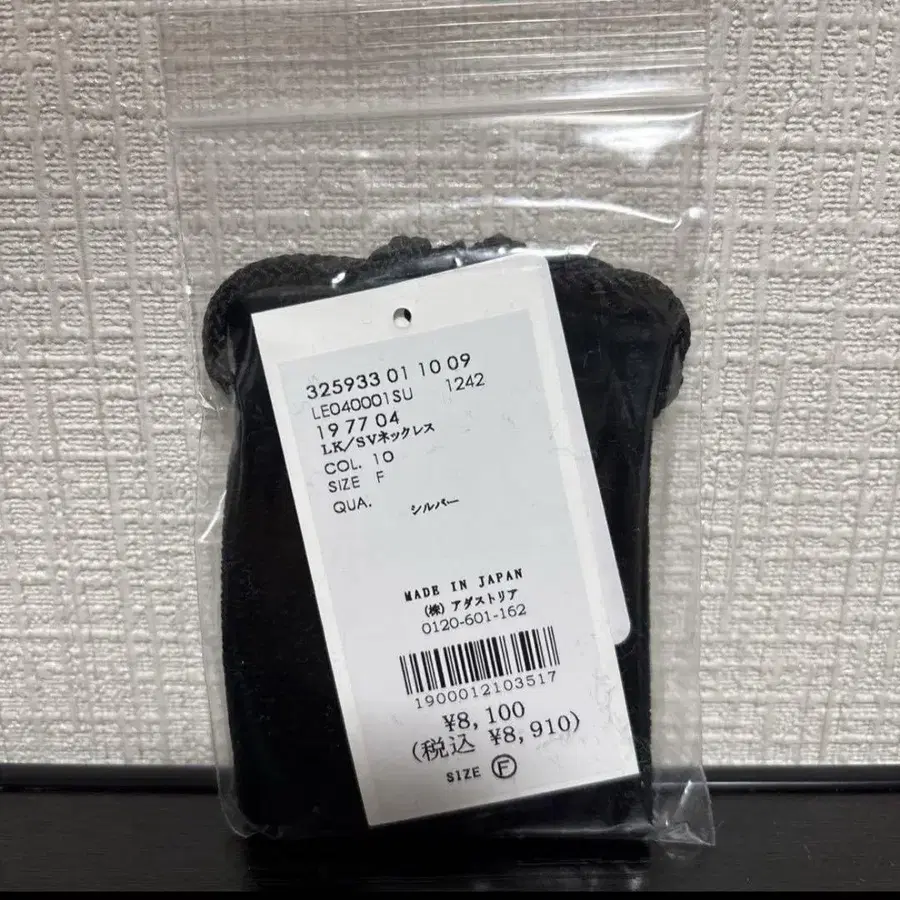 325933 01 10 09
LE040001SU 1242
19 77 04
LK/SVネックレス
COL. 10
SIZE F
QUA.
シルバー
MADE IN JAPAN
(株) アダストリア
0120-601-162
1900012103517
¥8,100
(税込 ¥8,910)
SIZE F